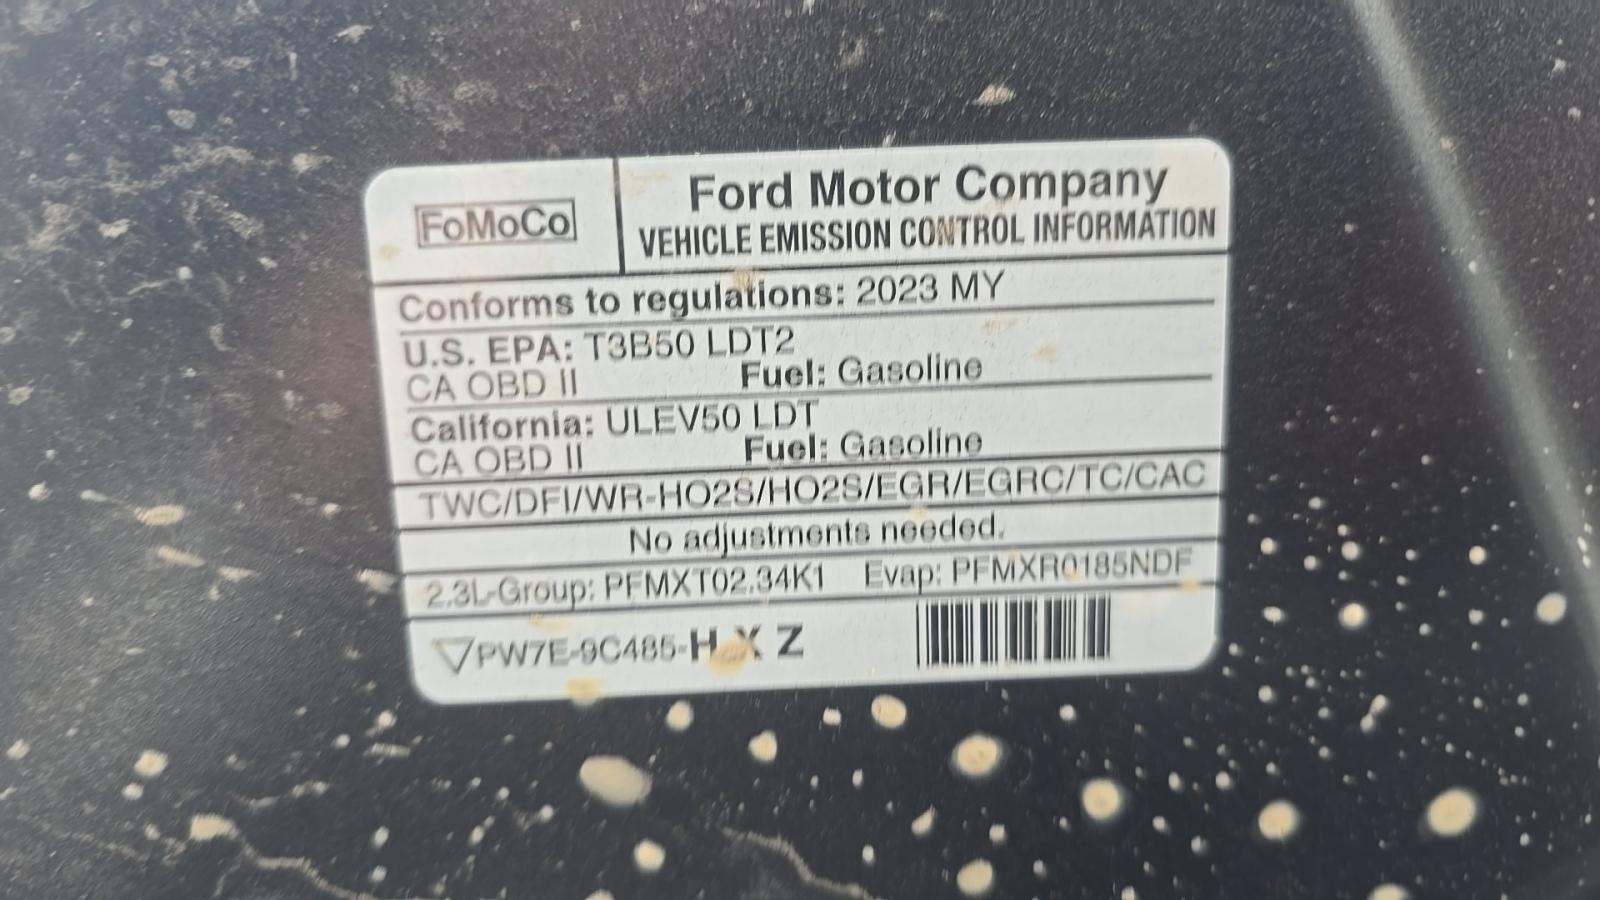 FoMoCo
Ford Motor Company
VEHICLE EMISSION CONTROL INFORMATION
Conforms to regulations: 2023 MY
U.S. EPA: T3B50 LDT2
CA OBD II Fuel: Gasoline
California: ULEV50 LDT
CA OBD II Fuel: Gasoline
TWC/DFI/WR-HO2S/HO2S/EGR/EGRC/TC/CAC
No adjustments needed.
2.3L-Group: PFMXT02.34K1 Evap: PFMXR0185NDF
PW7E-9C485-H X Z